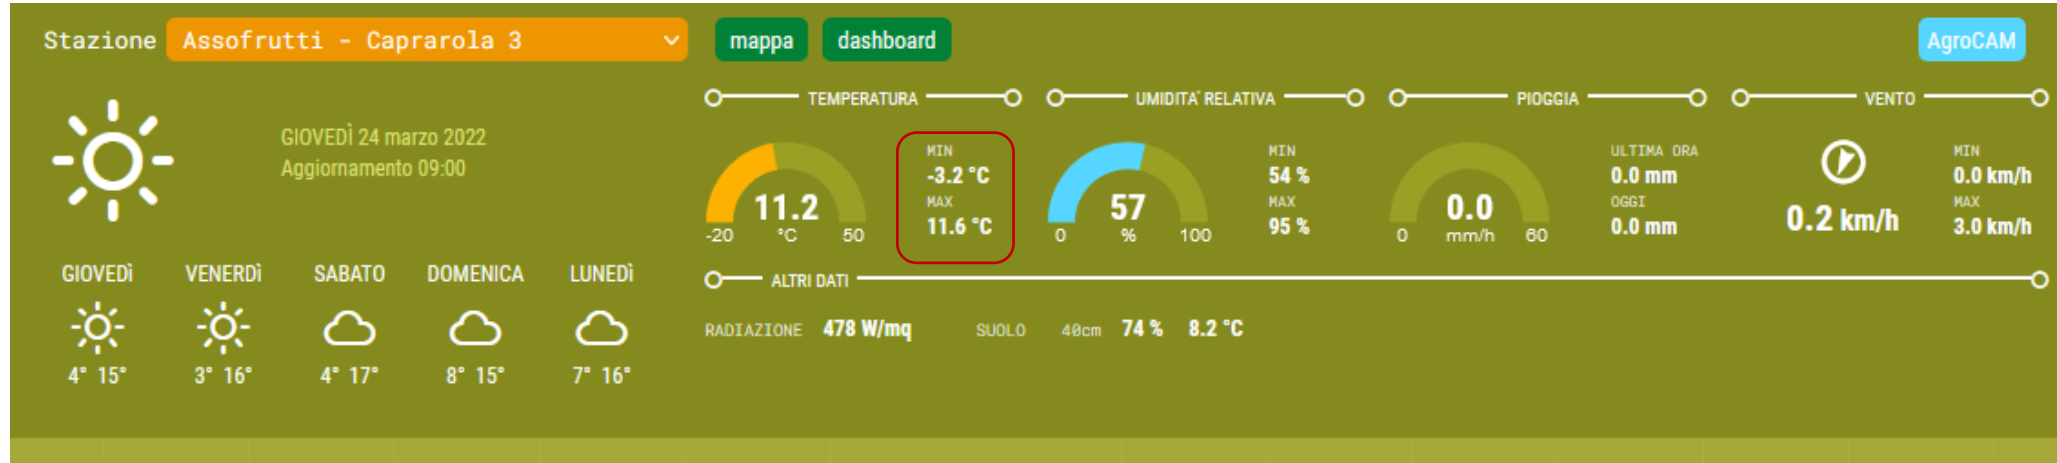 Stazione Assofrutti - Caprarola 3 mappa dashboard AgroCAM
GIOVEDÌ 24 marzo 2022
Aggiornamento 09:00
TEMPERATURA
11.2
°C
-20 50
MIN
-3.2 °C
MAX
11.6 °C
UMIDITA' RELATIVA
57
%
0 100
MIN
54 %
MAX
95 %
PIOGGIA
0.0
mm/h
0 60
ULTIMA ORA
0.0 mm
OGGI
0.0 mm
VENTO
0.2 km/h
MIN
0.0 km/h
MAX
3.0 km/h
GIOVEDÌ VENERDÌ SABATO DOMENICA LUNEDÌ
4° 15° 3° 16° 4° 17° 8° 15° 7° 16°
ALTRI DATI
RADIAZIONE 478 W/mq SUOLO 40cm 74 % 8.2 °C